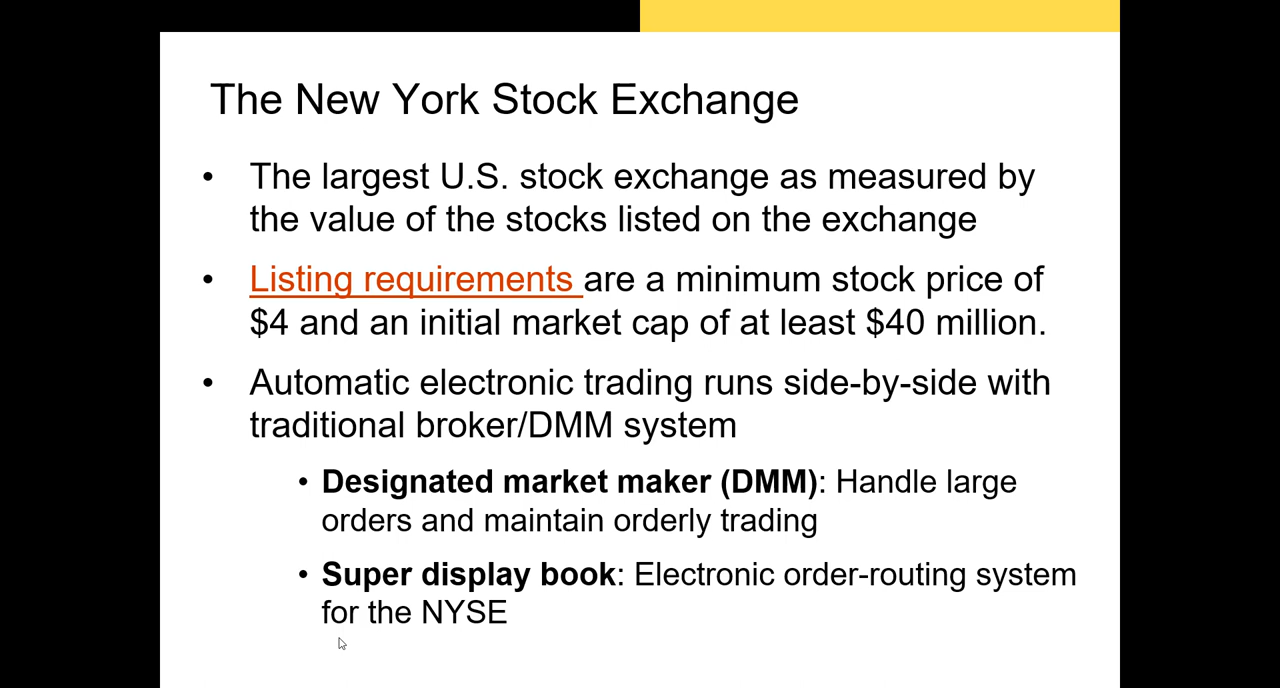 The New York Stock Exchange
• The largest U.S. stock exchange as measured by
the value of the stocks listed on the exchange
• Listing requirements are a minimum stock price of
$4 and an initial market cap of at least $40 million.
• Automatic electronic trading runs side-by-side with
traditional broker/DMM system
• Designated market maker (DMM): Handle large
orders and maintain orderly trading
• Super display book: Electronic order-routing system
for the NYSE